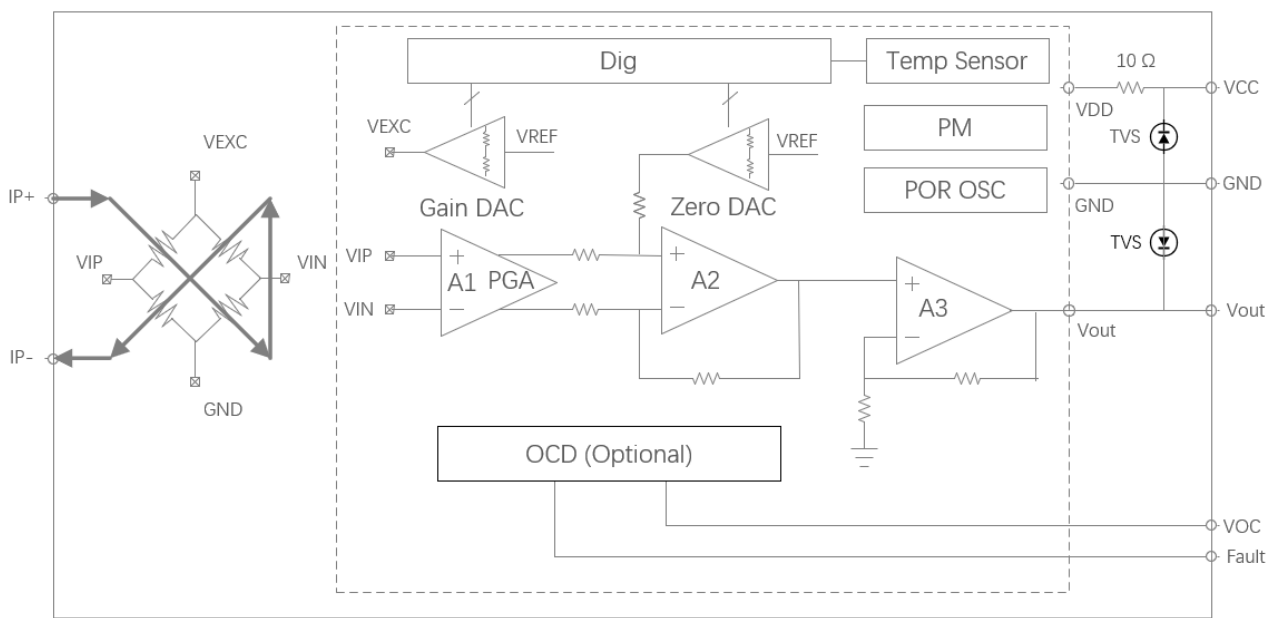 Dig
Temp Sensor
10 Ω
VCC
VDD
VEXC
VREF
VREF
PM
TVS
VEXC
IP+
Gain DAC
Zero DAC
POR OSC
GND
GND
VIP
VIN
VIP
+
A1 PGA
+
A2
TVS
VIN
−
−
+
A3
−
Vout
Vout
IP-
GND
OCD (Optional)
VOC
Fault